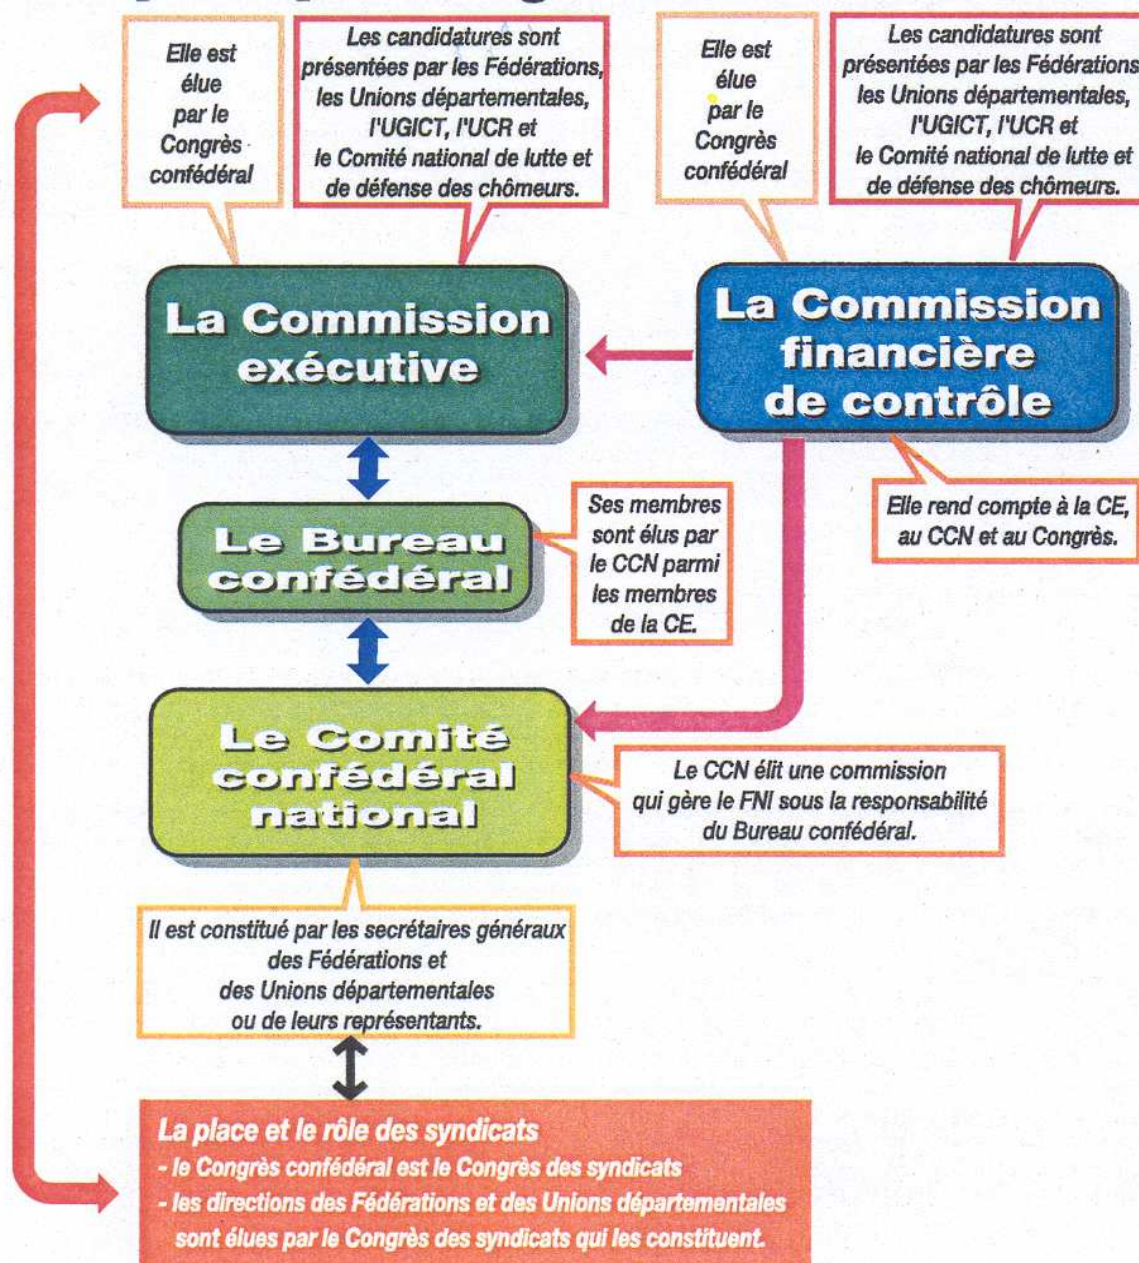 Elle est
élue
par le
Congrès
confédéral
Les candidatures sont
présentées par les Fédérations,
les Unions départementales,
l'UGICT, l'UCR et
le Comité national de lutte et
de défense des chômeurs.
Elle est
élue
par le
Congrès
confédéral
Les candidatures sont
présentées par les Fédérations
les Unions départementales,
l'UGICT, l'UCR et
le Comité national de lutte et
de défense des chômeurs.
La Commission
exécutive
La Commission
financière
de contrôle
Elle rend compte à la CE,
au CCN et au Congrès.
Le Bureau
confédéral
Ses membres
sont élus par
le CCN parmi
les membres
de la CE.
Le Comité
confédéral
national
Le CCN élit une commission
qui gère le FNI sous la responsabilité
du Bureau confédéral.
Il est constitué par les secrétaires généraux
des Fédérations et
des Unions départementales
ou de leurs représentants.
La place et le rôle des syndicats
- le Congrès confédéral est le Congrès des syndicats
- les directions des Fédérations et des Unions départementales
sont élues par le Congrès des syndicats qui les constituent.